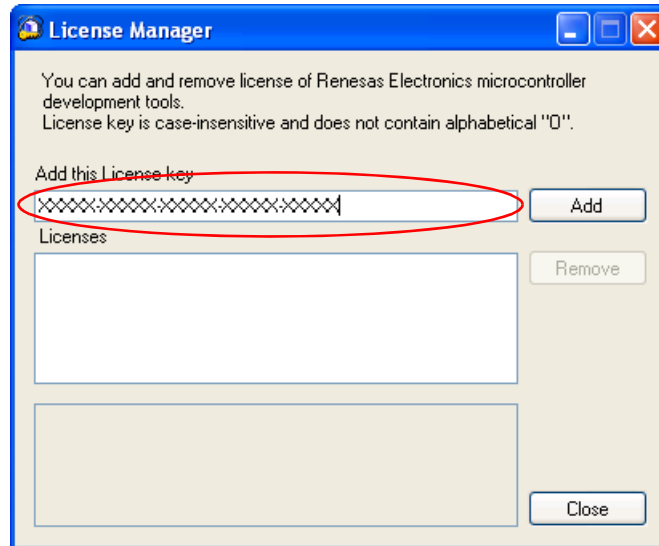 License Manager
You can add and remove license of Renesas Electronics microcontroller
development tools.
License key is case-insensitive and does not contain alphabetical "O".
Add this License key
XXXXX-XXXXX-XXXXX-XXXXX-XXXXX
Add
Licenses
Remove
Close